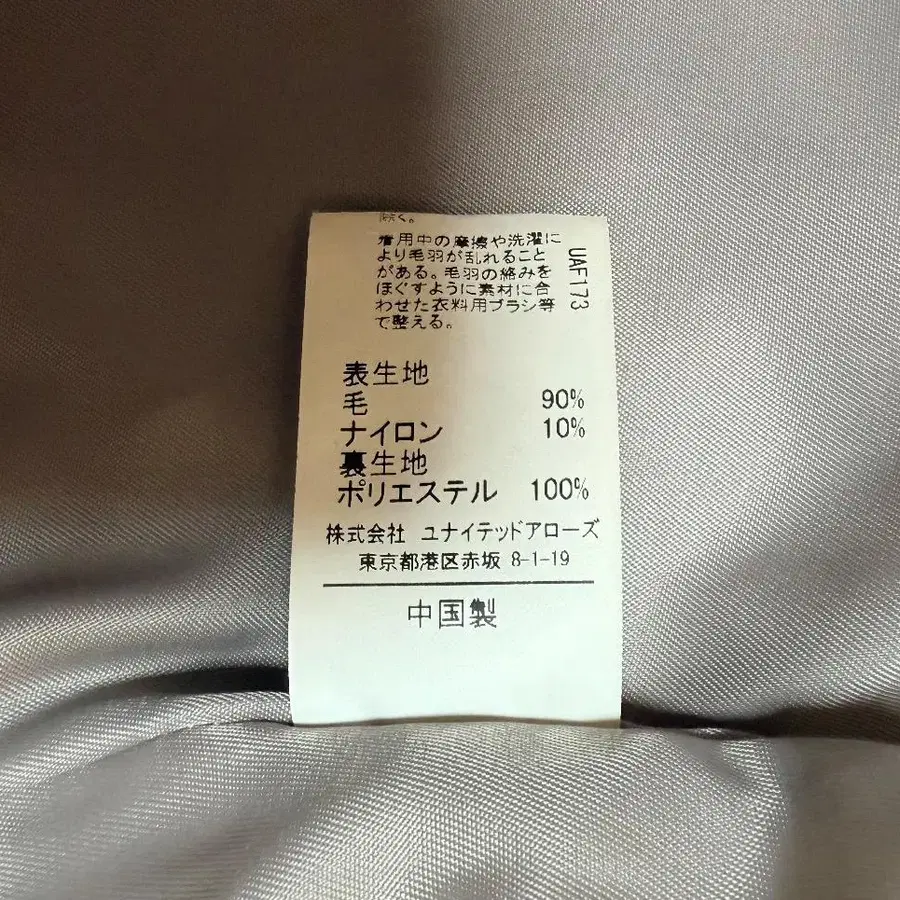 除く。
着用中の摩擦や洗濯に
より毛羽が乱れること
がある。毛羽の絡みを
ほぐすように素材に合
わせた衣料用ブラシ等
で整える。
UAF173
表生地
毛 90%
ナイロン 10%
裏生地
ポリエステル 100%
株式会社 ユナイテッドアローズ
東京都港区赤坂 8-1-19
中国製